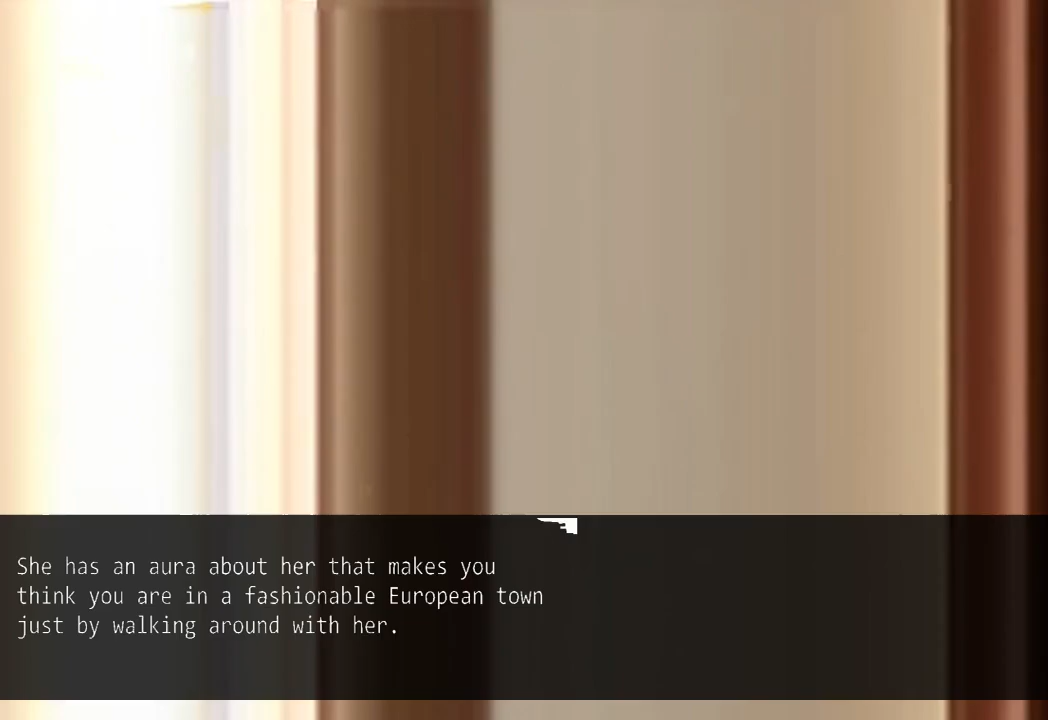 She has an aura about her that makes you
think you are in a fashionable European town
just by walking around with her.